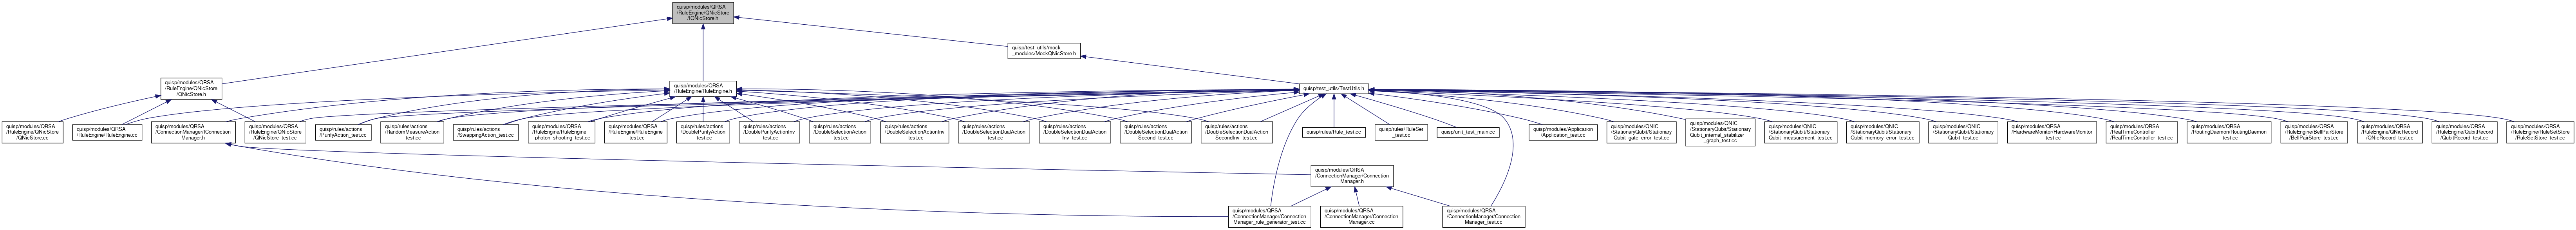 quisp/modules/QRSA
/RuleEngine/QNicStore
/IQNicStore.h
quisp/test_utils/mock
_modules/MockQNicStore.h
quisp/modules/QRSA
/RuleEngine/QNicStore
/QNicStore.h
quisp/modules/QRSA
/RuleEngine/RuleEngine.h
quisp/test_utils/TestUtils.h
quisp/modules/QRSA
/RuleEngine/QNicStore
/QNicStore.cc
quisp/modules/QRSA
/RuleEngine/RuleEngine.cc
quisp/modules/QRSA
/ConnectionManager/IConnection
Manager.h
quisp/modules/QRSA
/RuleEngine/QNicStore
/QNicStore_test.cc
quisp/rules/actions
/PurifyAction_test.cc
quisp/rules/actions
/RandomMeasureAction
_test.cc
quisp/rules/actions
/SwappingAction_test.cc
quisp/modules/QRSA
/RuleEngine/RuleEngine
_photon_shooting_test.cc
quisp/modules/QRSA
/RuleEngine/RuleEngine
_test.cc
quisp/rules/actions
/DoublePurifyAction
_test.cc
quisp/rules/actions
/DoublePurifyActionInv
_test.cc
quisp/rules/actions
/DoubleSelectionAction
_test.cc
quisp/rules/actions
/DoubleSelectionActionInv
_test.cc
quisp/rules/actions
/DoubleSelectionDualAction
_test.cc
quisp/rules/actions
/DoubleSelectionDualAction
Inv_test.cc
quisp/rules/actions
/DoubleSelectionDualAction
Second_test.cc
quisp/rules/actions
/DoubleSelectionDualAction
SecondInv_test.cc
quisp/rules/Rule_test.cc
quisp/rules/RuleSet
_test.cc
quisp/unit_test_main.cc
quisp/modules/Application
/Application_test.cc
quisp/modules/QNIC
/StationaryQubit/Stationary
Qubit_gate_error_test.cc
quisp/modules/QNIC
/StationaryQubit/Stationary
Qubit_internal_stabilizer
_graph_test.cc
quisp/modules/QNIC
/StationaryQubit/Stationary
Qubit_measurement_test.cc
quisp/modules/QNIC
/StationaryQubit/Stationary
Qubit_memory_error_test.cc
quisp/modules/QNIC
/StationaryQubit/Stationary
Qubit_test.cc
quisp/modules/QRSA
/HardwareMonitor/HardwareMonitor
_test.cc
quisp/modules/QRSA
/RealTimeController
/RealTimeController_test.cc
quisp/modules/QRSA
/RoutingDaemon/RoutingDaemon
_test.cc
quisp/modules/QRSA
/RuleEngine/BellPairStore
/BellPairStore_test.cc
quisp/modules/QRSA
/RuleEngine/QNicRecord
/QNicRocord_test.cc
quisp/modules/QRSA
/RuleEngine/QubitRecord
/QubitRecord_test.cc
quisp/modules/QRSA
/RuleEngine/RuleSetStore
/RuleSetStore_test.cc
quisp/modules/QRSA
/ConnectionManager/Connection
Manager.h
quisp/modules/QRSA
/ConnectionManager/Connection
Manager_rule_generator_test.cc
quisp/modules/QRSA
/ConnectionManager/Connection
Manager.cc
quisp/modules/QRSA
/ConnectionManager/Connection
Manager_test.cc